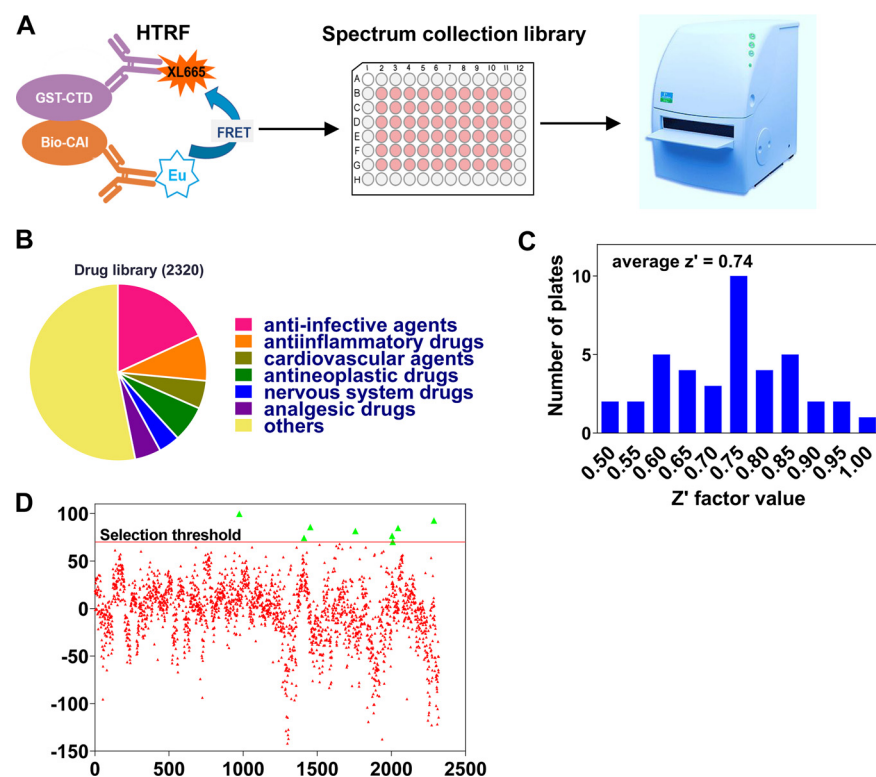 A
HTRF
XL665
GST-CTD
FRET
Bio-CAI
Eu
Spectrum collection library
1 2 3 4 5 6 7 8 9 10 11 12
A
B
C
D
E
F
G
H
B
Drug library (2320)
anti-infective agents
antiinflammatory drugs
cardiovascular agents
antineoplastic drugs
nervous system drugs
analgesic drugs
others
C
average z' = 0.74
Number of plates
10
5
0
0.50 0.55 0.60 0.65 0.70 0.75 0.80 0.85 0.90 0.95 1.00
Z' factor value
D
Selection threshold
100
50
0
-50
-100
-150
0 500 1000 1500 2000 2500